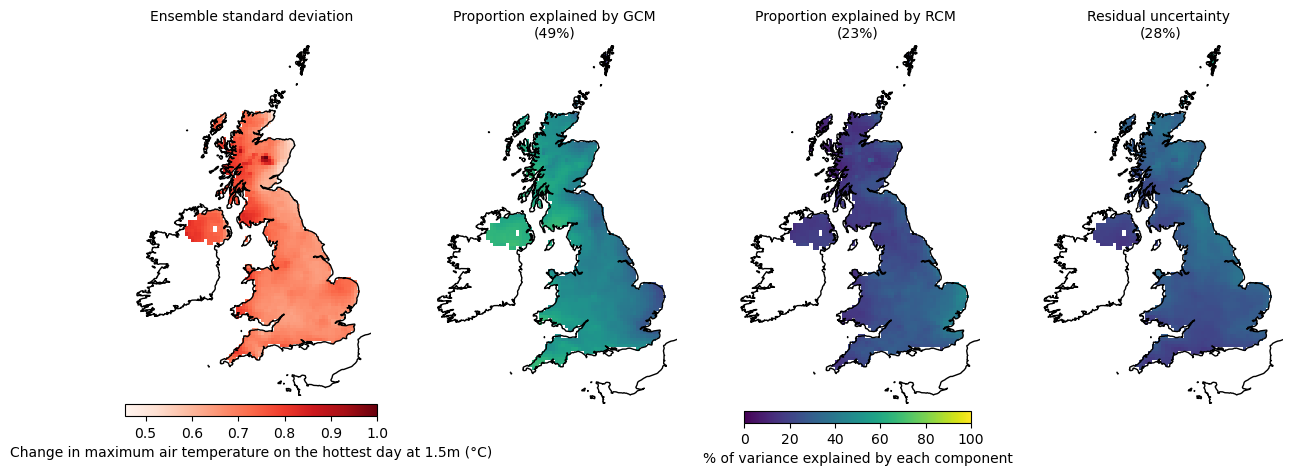 Ensemble standard deviation
Proportion explained by GCM
(49%)
Proportion explained by RCM
(23%)
Residual uncertainty
(28%)
0.5 0.6 0.7 0.8 0.9 1.0
Change in maximum air temperature on the hottest day at 1.5m (°C)
0 20 40 60 80 100
% of variance explained by each component